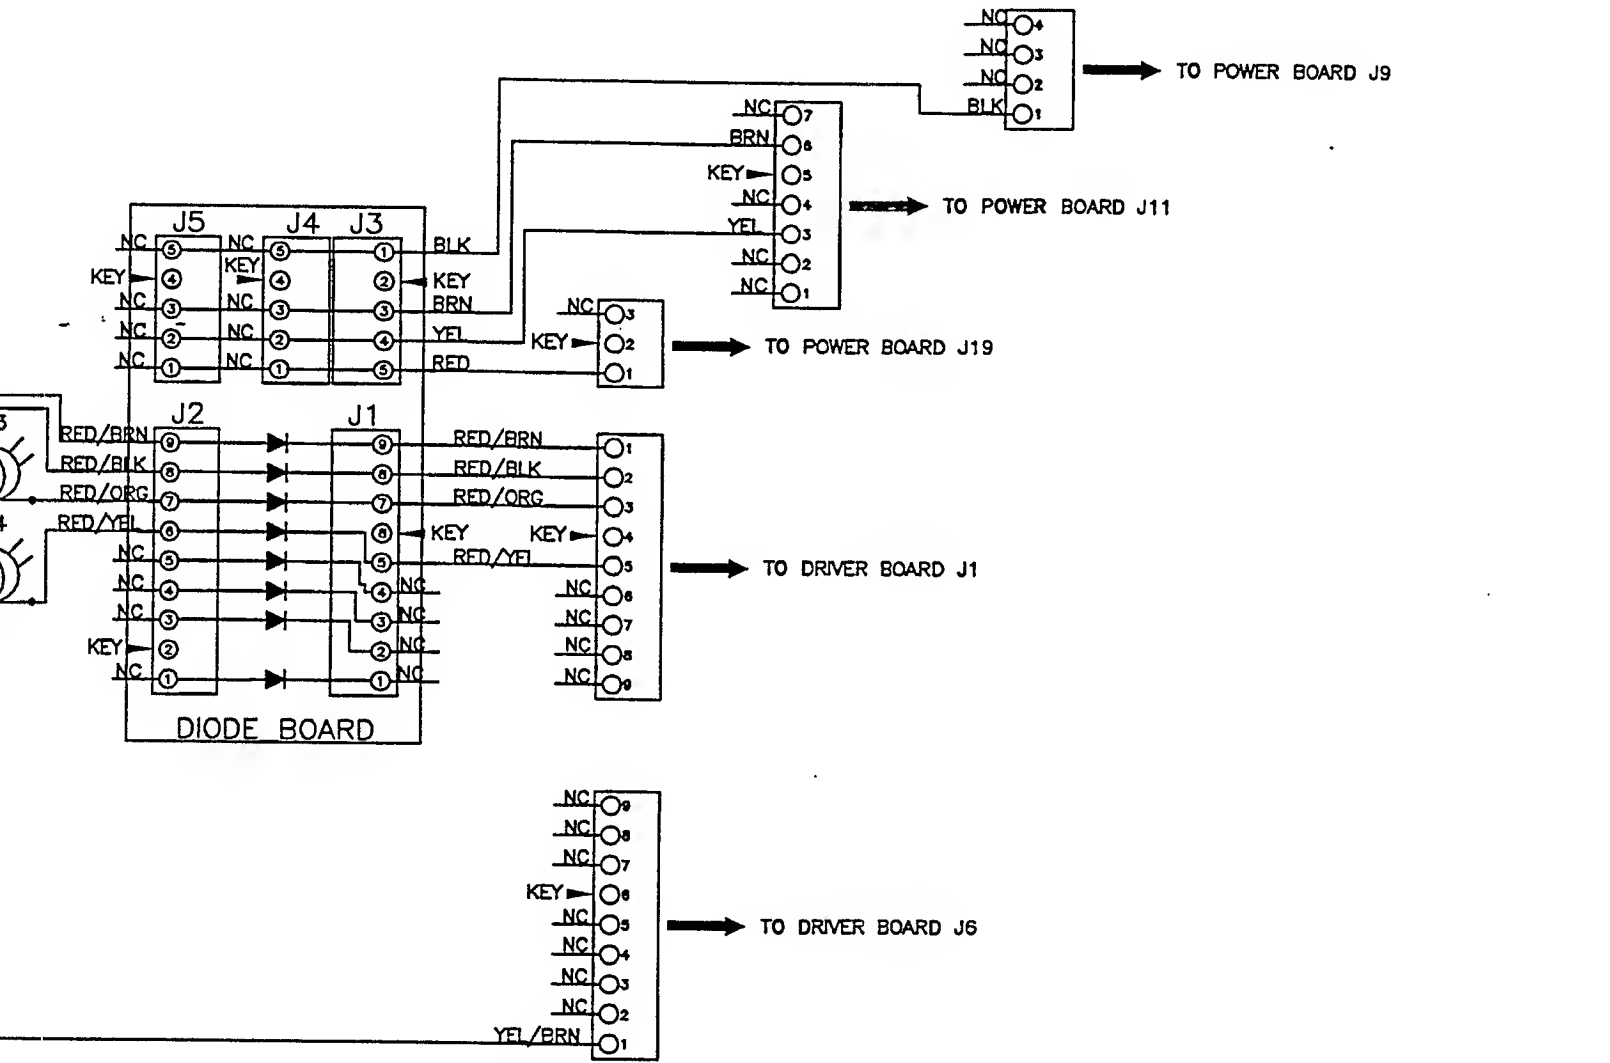 NC 4
NC 3
NC 2
BLK 1
TO POWER BOARD J9
NC 7
BRN 6
KEY 5
NC 4
YEL 3
NC 2
NC 1
TO POWER BOARD J11
J5 J4 J3
NC 5 NC 5 1 BLK
KEY 4 KEY 4 2 KEY
NC 3 NC 3 3 BRN
NC 2 NC 2 4 YEL
NC 1 NC 1 5 RED
NC 3
KEY 2
1
TO POWER BOARD J19
J2 J1
3
RED/BRN 9 9 RED/BRN 1
RED/BLK 8 8 RED/BLK 2
RED/ORG 7 7 RED/ORG 3
4
RED/YEL 6 6 KEY KEY 4
NC 5 5 RED/YEL 5
NC 4 4 NC NC 6
NC 3 3 NC NC 7
KEY 2 2 NC NC 8
NC 1 1 NC NC 9
TO DRIVER BOARD J1
DIODE BOARD
NC 9
NC 8
NC 7
KEY 6
NC 5
NC 4
NC 3
NC 2
YEL/BRN 1
TO DRIVER BOARD J6